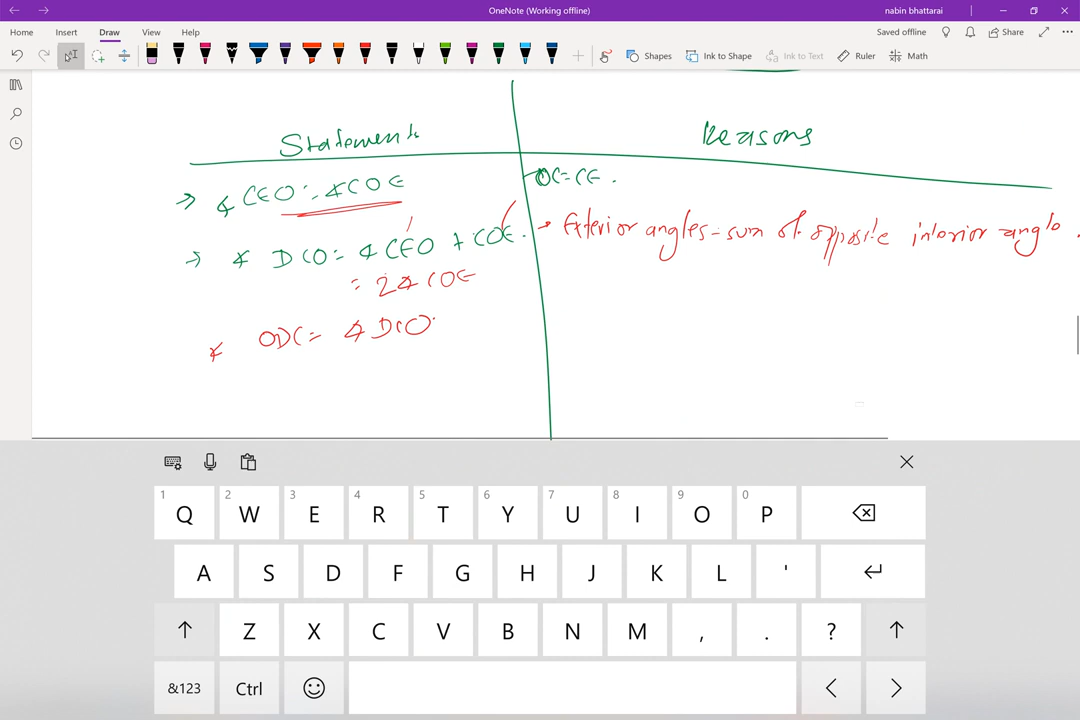 OneNote (Working offline)
nabin bhattarai
Home Insert Draw View Help
Saved offline
Share
Shapes
Ink to Shape
Ink to Text
Ruler
Math
Statements
Reasons
→ ∡ CEO = ∡COE
OC = CE.
→ ∡ DCO = ∡ CEO + COE.
→ Exterior angles = sum of opposite interior angle.
= 2∡ COE
∡ ODC = ∡ DCO
1 2 3 4 5 6 7 8 9 0
Q W E R T Y U I O P
A S D F G H J K L '
Z X C V B N M , . ?
&123 Ctrl